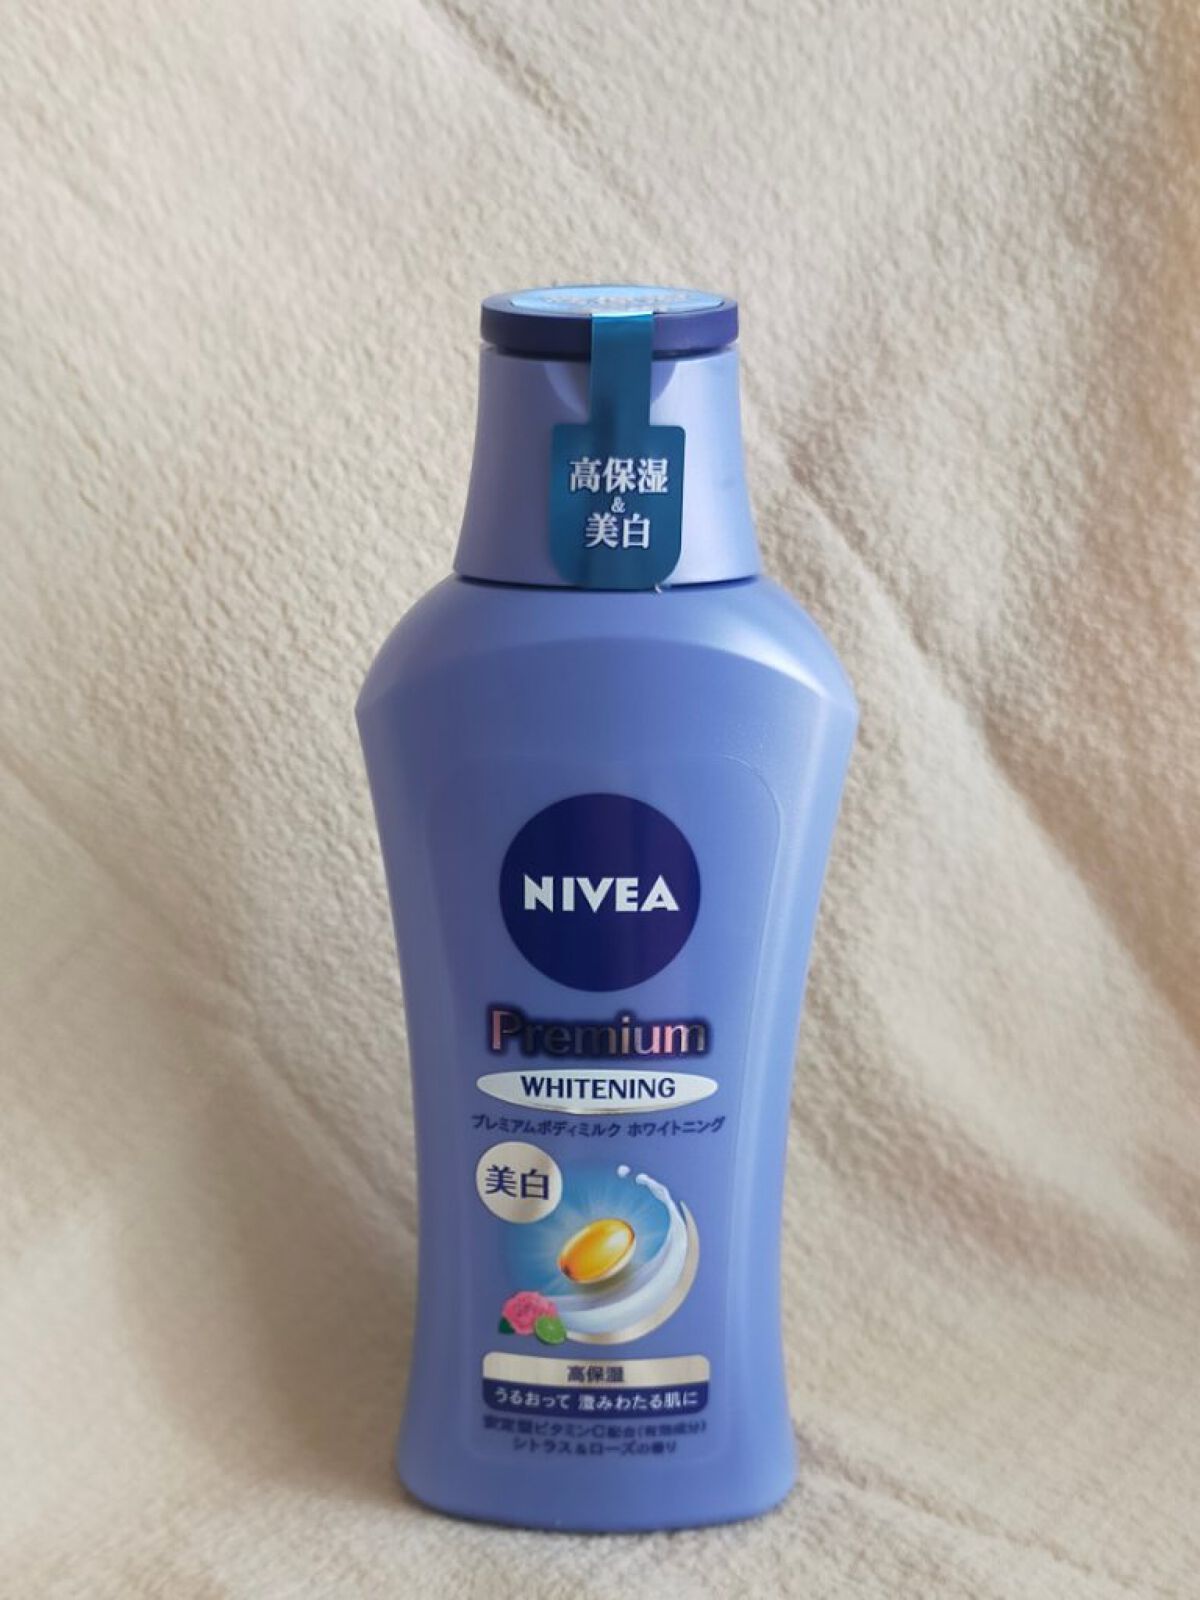 高保湿
&
美白
NIVEA
Premium
WHITENING
プレミアムボディミルク ホワイトニング
美白
高保湿
うるおって 澄みわたる肌に
安定型ビタミンC配合(有効成分)
シトラス&ローズの香り